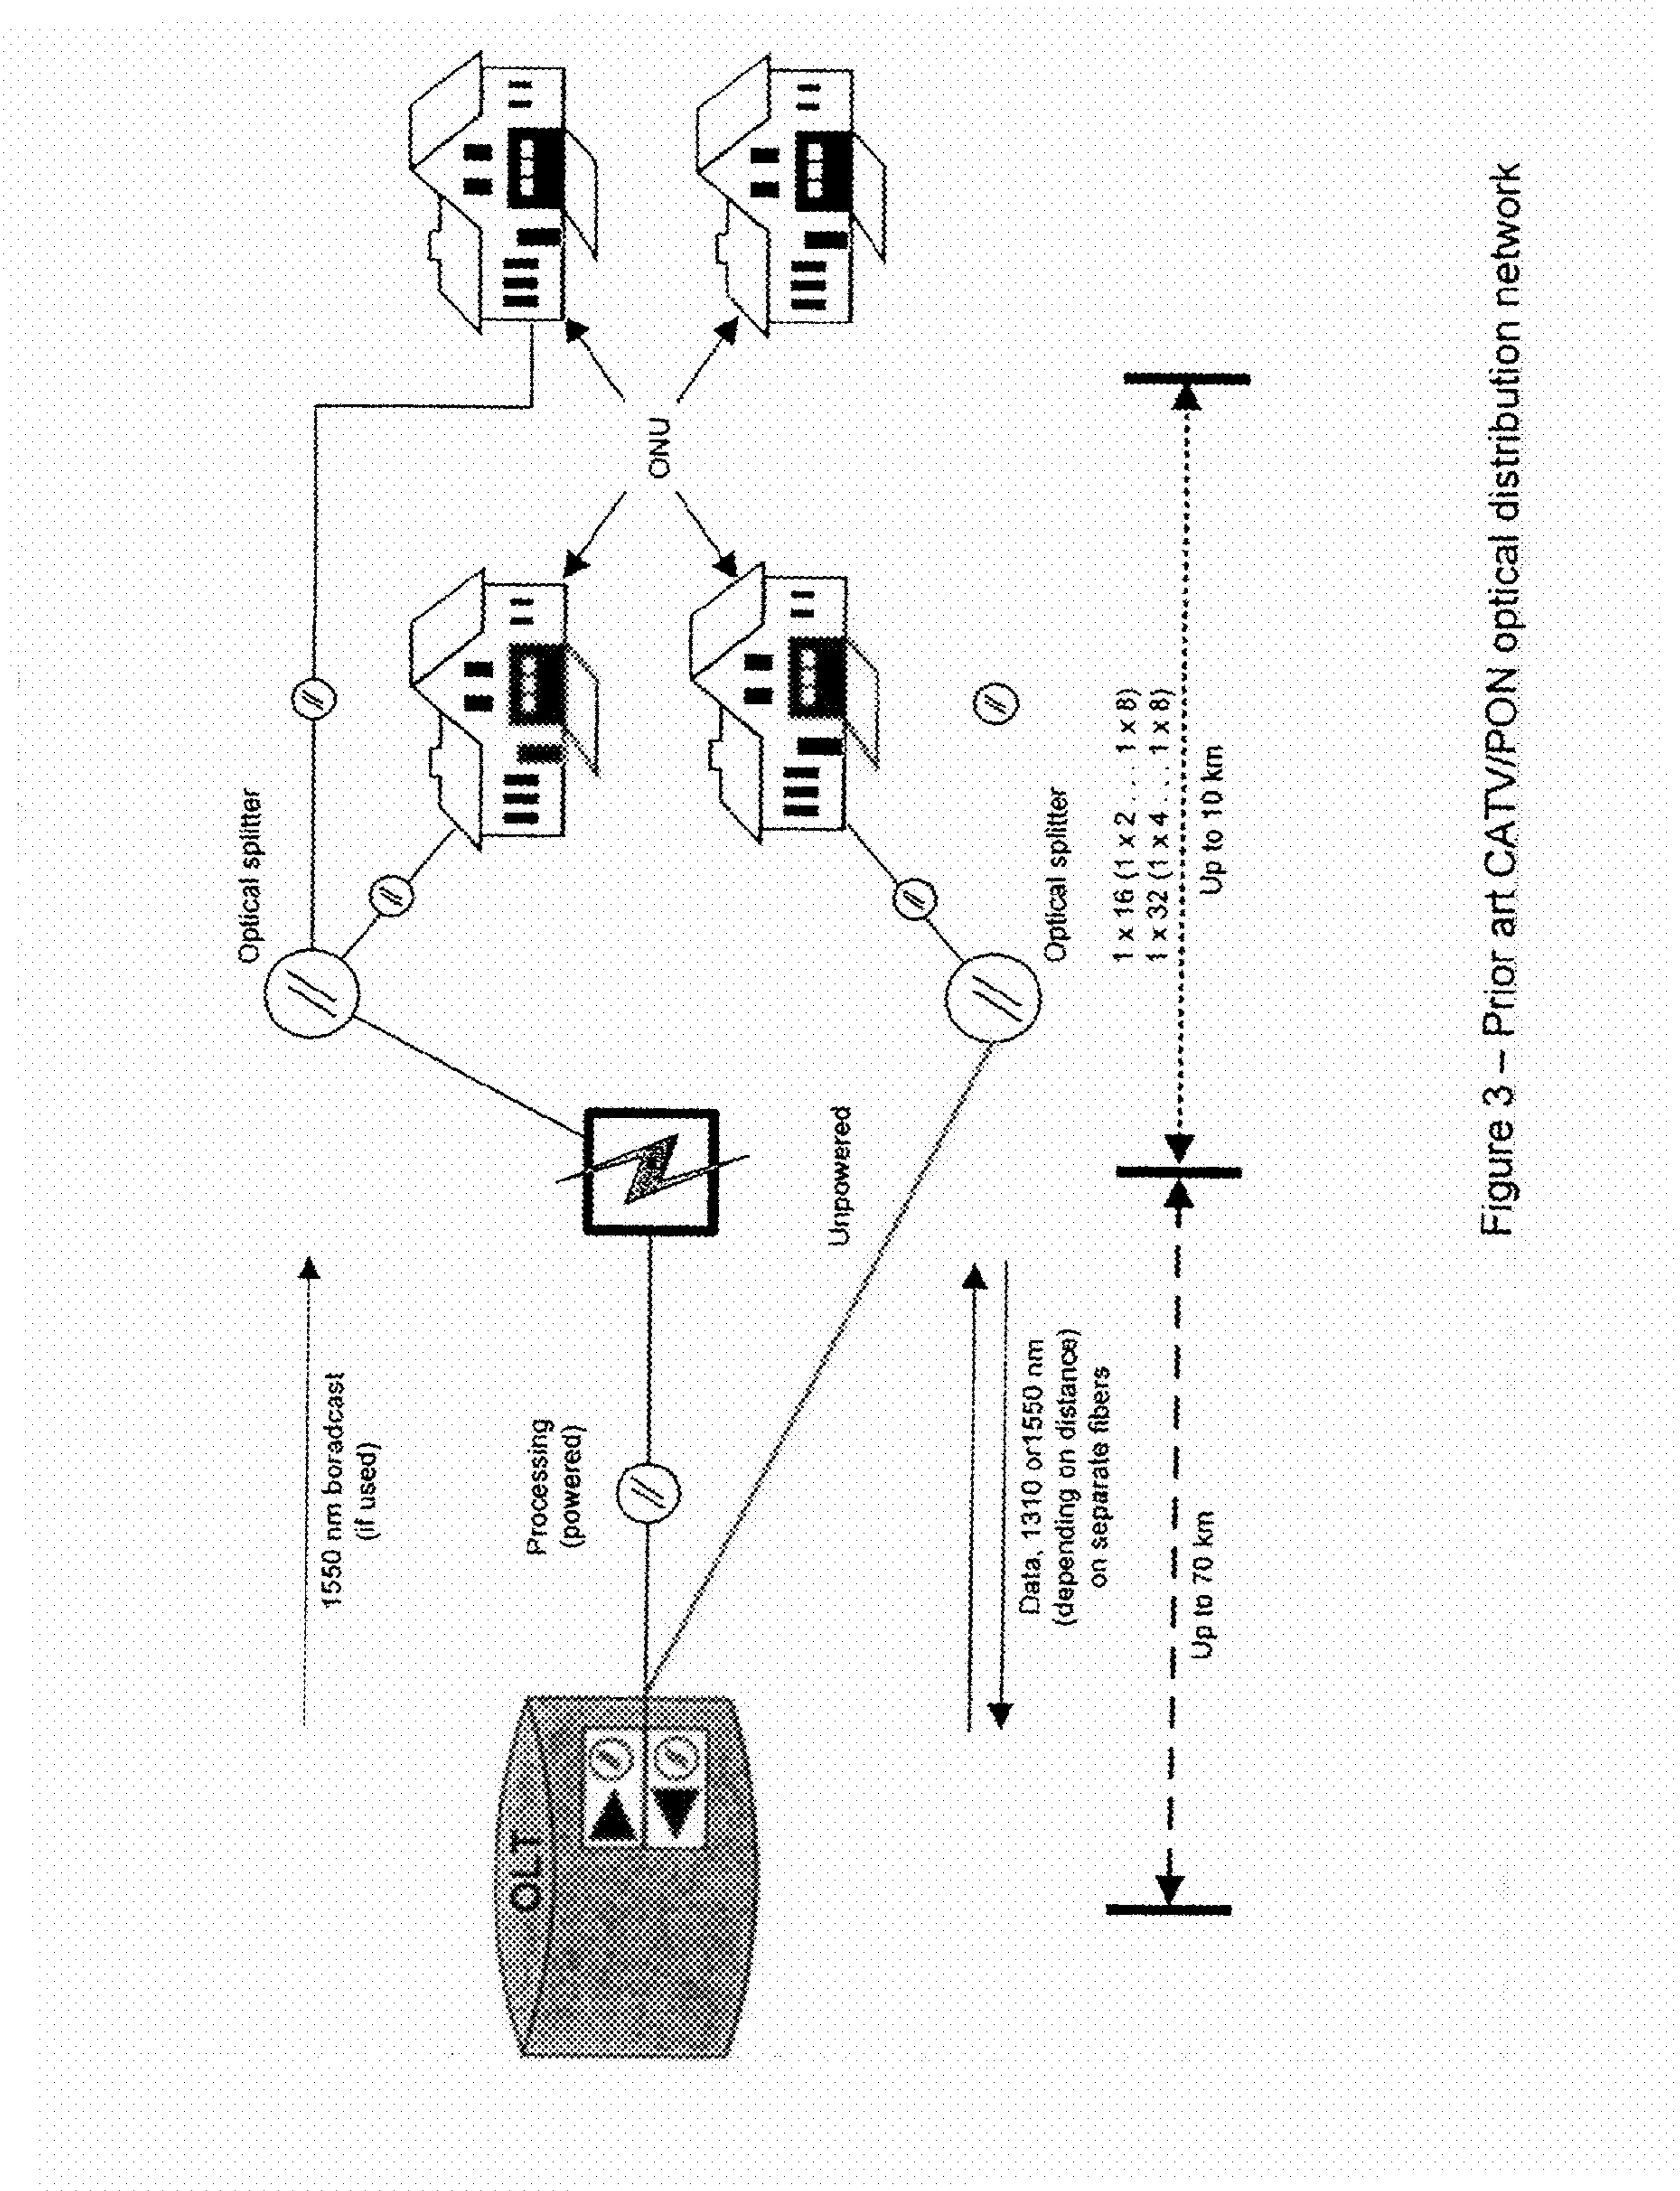 1550 nm boradcast
(if used)
Optical splitter
OLT
Processing
(powered)
ONU
Unpowered
Data, 1310 or1550 nm
(depending on distance)
on separate fibers
Optical splitter
1 x 16 (1 x 2 . . . 1 x 8)
1 x 32 (1 x 4 . . . 1 x 8)
Up to 70 km
Up to 10 km
Figure 3 – Prior art CATV/PON optical distribution network